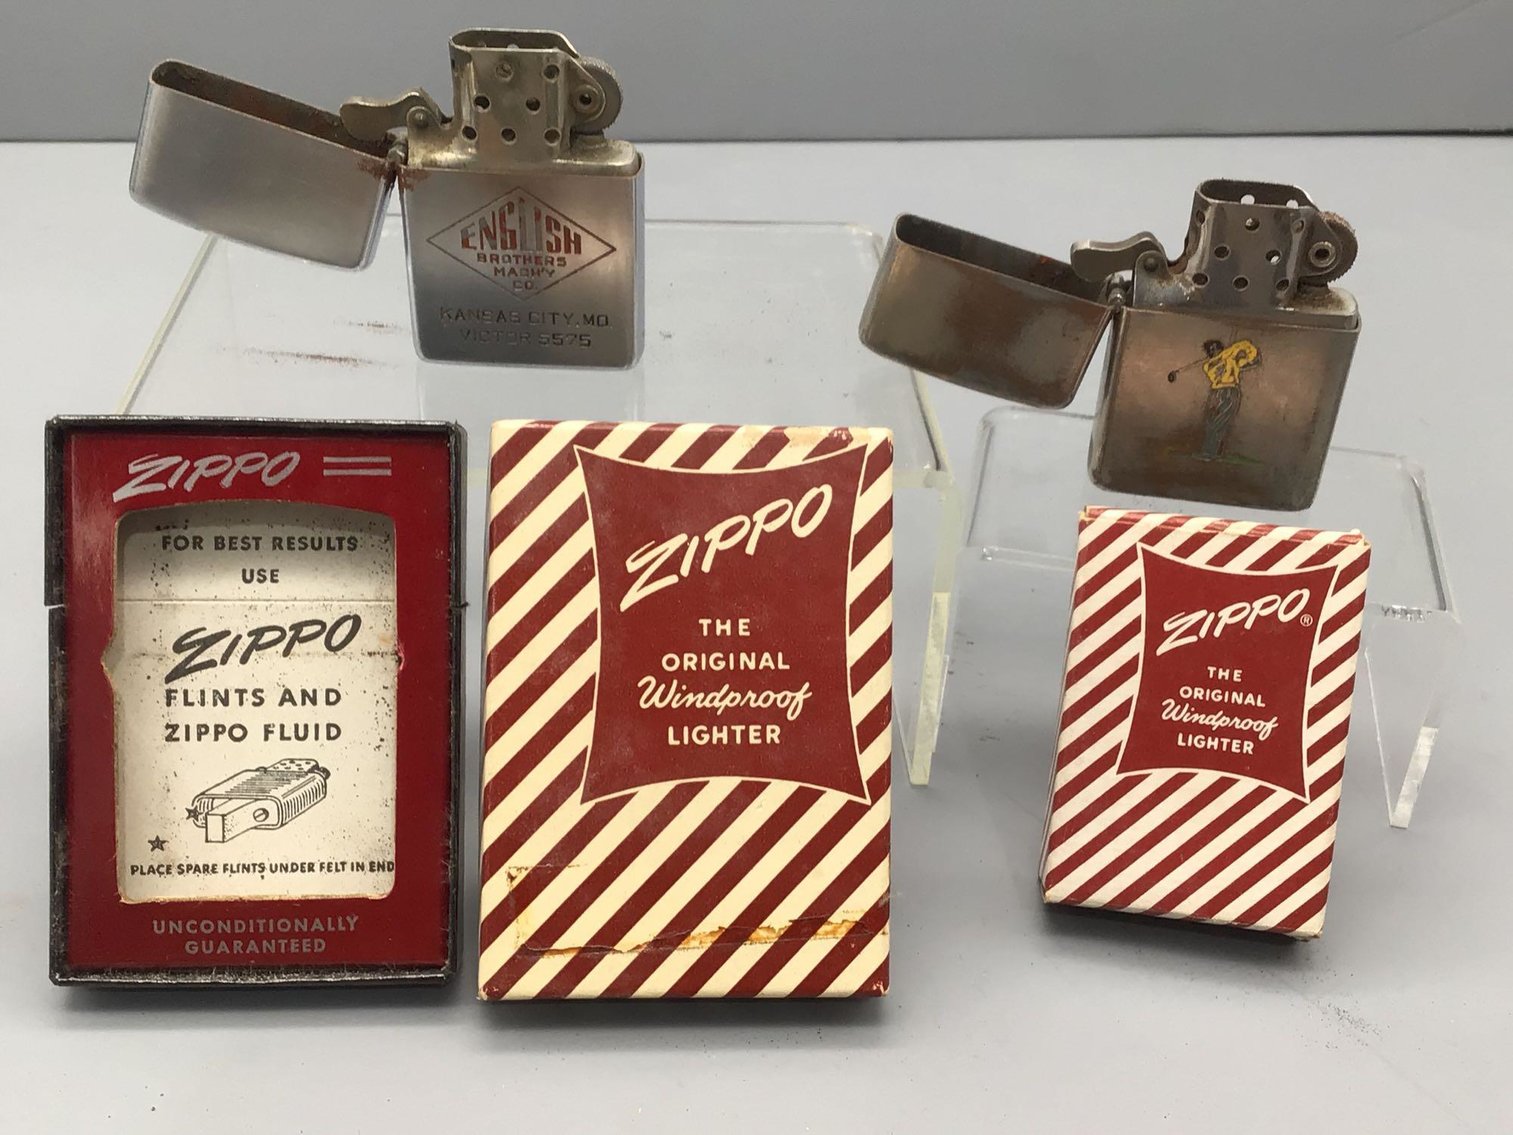 ENGLISH
BROTHERS
MACH'Y
CO.
KANSAS CITY, MO.
VICTOR 5575
ZIPPO
FOR BEST RESULTS
USE
ZIPPO
FLINTS AND
ZIPPO FLUID
PLACE SPARE FLINTS UNDER FELT IN END
UNCONDITIONALLY
GUARANTEED
ZIPPO
THE
ORIGINAL
Windproof
LIGHTER
ZIPPO®
THE
ORIGINAL
Windproof
LIGHTER